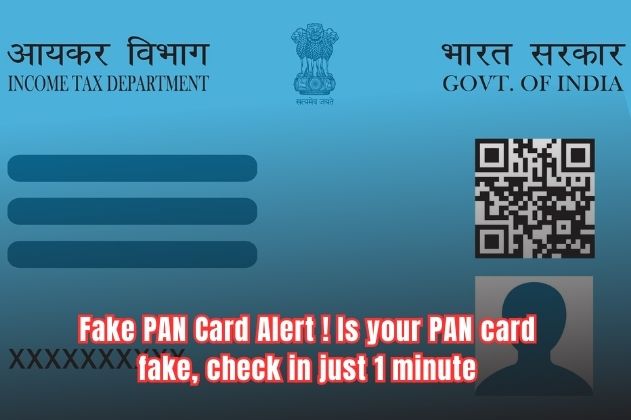 आयकर विभाग
INCOME TAX DEPARTMENT
सत्यमेव जयते
भारत सरकार
GOVT. OF INDIA
Fake PAN Card Alert ! Is your PAN card
XXXXXXXXXX
fake, check in just 1 minute